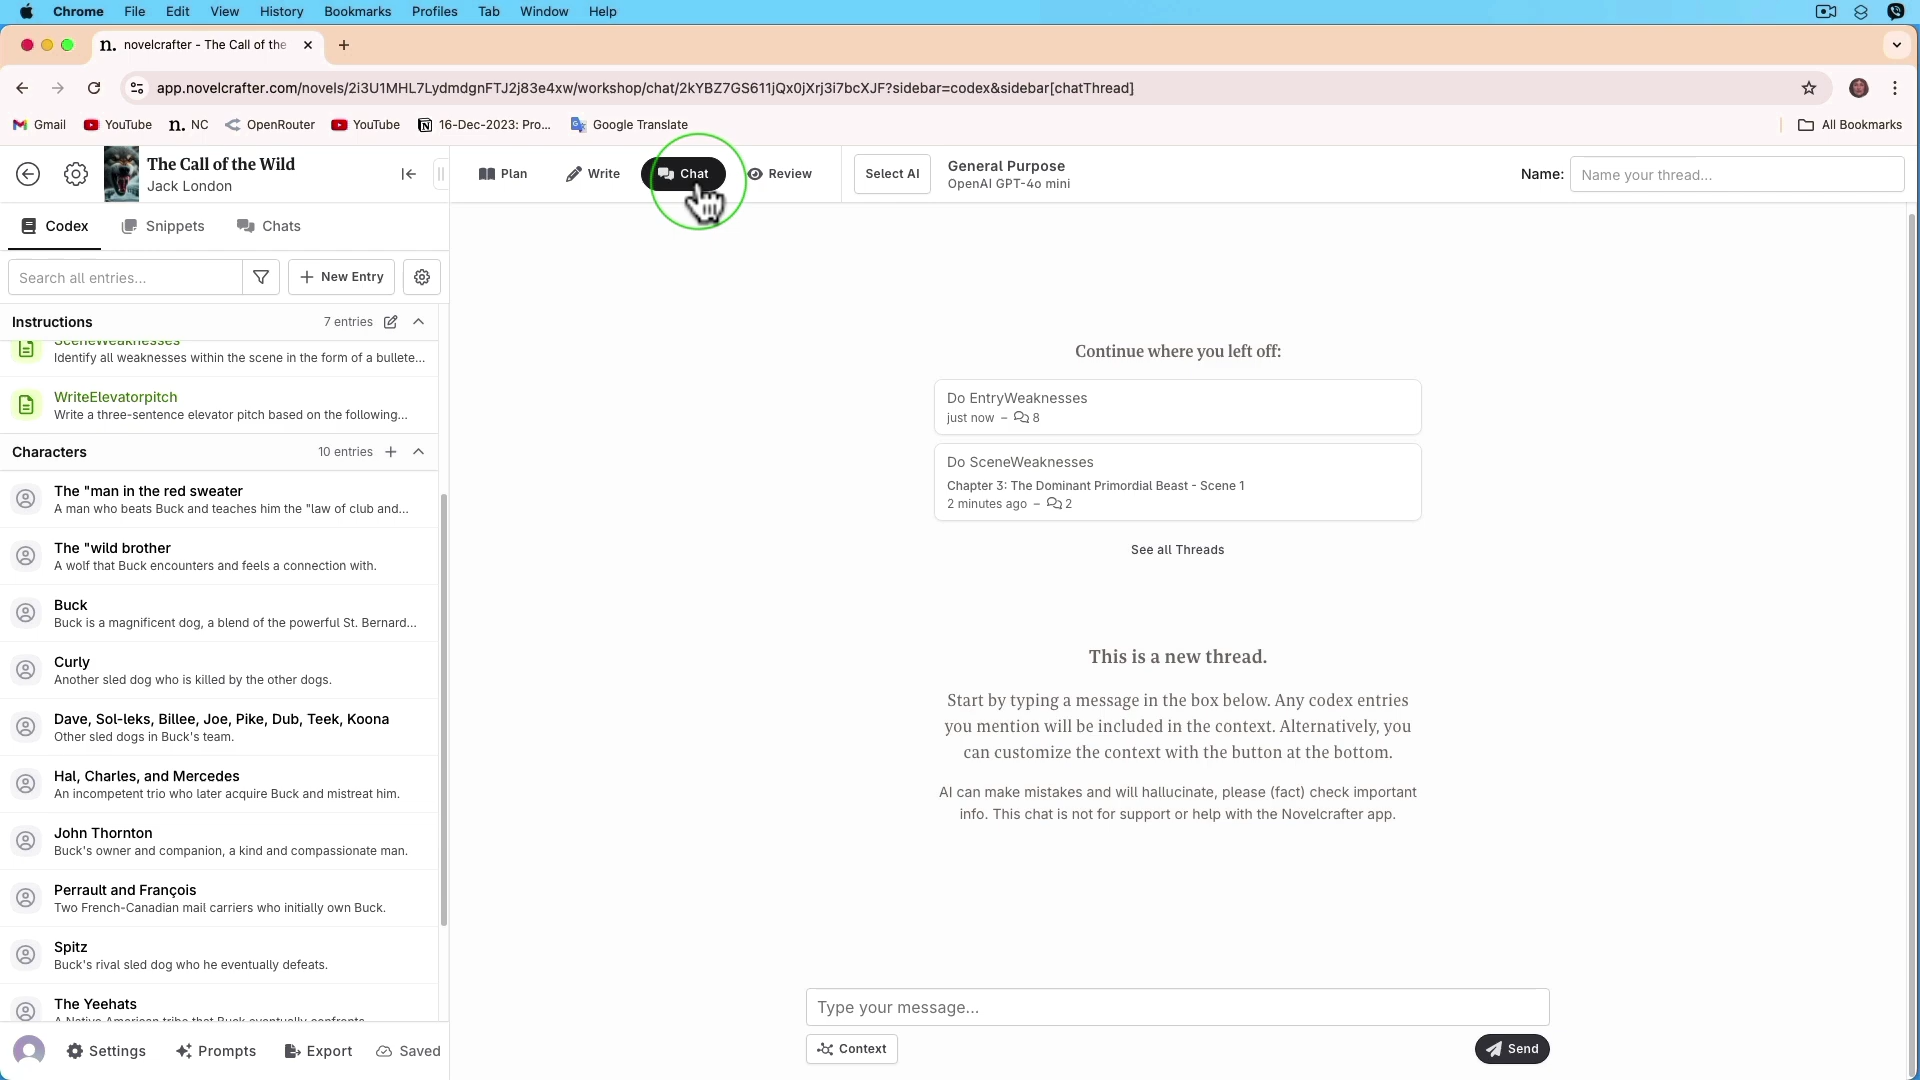 Chrome File Edit View History Bookmarks Profiles Tab Window Help
n. novelcrafter - The Call of the
app.novelcrafter.com/novels/2i3U1MHL7LydmdgnFTJ2j83e4xw/workshop/chat/2kYBZ7GS611jQx0jXrj3i7bcXJF?sidebar=codex&sidebar[chatThread]
Gmail YouTube n. NC OpenRouter YouTube 16-Dec-2023: Pro... Google Translate All Bookmarks
The Call of the Wild
Jack London
Plan Write Chat Review
Select AI
General Purpose
OpenAI GPT-4o mini
Name: Name your thread...
Codex Snippets Chats
Search all entries... New Entry
Instructions 7 entries
SceneWeaknesses
Identify all weaknesses within the scene in the form of a bullete...
WriteElevatorpitch
Write a three-sentence elevator pitch based on the following...
Characters 10 entries
The "man in the red sweater
A man who beats Buck and teaches him the "law of club and...
The "wild brother
A wolf that Buck encounters and feels a connection with.
Buck
Buck is a magnificent dog, a blend of the powerful St. Bernard...
Curly
Another sled dog who is killed by the other dogs.
Dave, Sol-leks, Billee, Joe, Pike, Dub, Teek, Koona
Other sled dogs in Buck's team.
Hal, Charles, and Mercedes
An incompetent trio who later acquire Buck and mistreat him.
John Thornton
Buck's owner and companion, a kind and compassionate man.
Perrault and François
Two French-Canadian mail carriers who initially own Buck.
Spitz
Buck's rival sled dog who he eventually defeats.
The Yeehats
A Native American tribe that Buck eventually confronts.
Settings Prompts Export Saved
Continue where you left off:
Do EntryWeaknesses
just now – 8
Do SceneWeaknesses
Chapter 3: The Dominant Primordial Beast - Scene 1
2 minutes ago – 2
See all Threads
This is a new thread.
Start by typing a message in the box below. Any codex entries
you mention will be included in the context. Alternatively, you
can customize the context with the button at the bottom.
AI can make mistakes and will hallucinate, please (fact) check important
info. This chat is not for support or help with the Novelcrafter app.
Type your message...
Context
Send